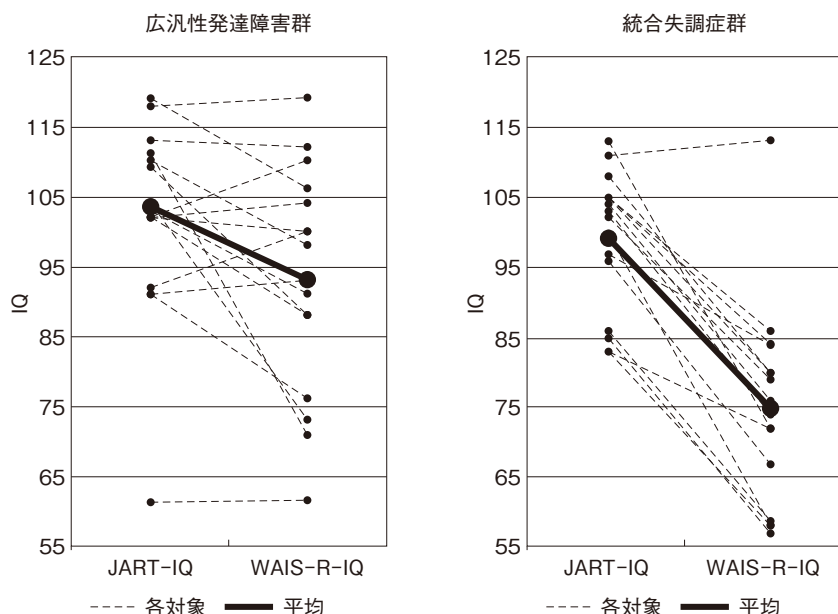 広汎性発達障害群
125
115
105
95
85
75
65
55
IQ
JART-IQ
WAIS-R-IQ
各対象
平均
統合失調症群
125
115
105
95
85
75
65
55
IQ
JART-IQ
WAIS-R-IQ
各対象
平均